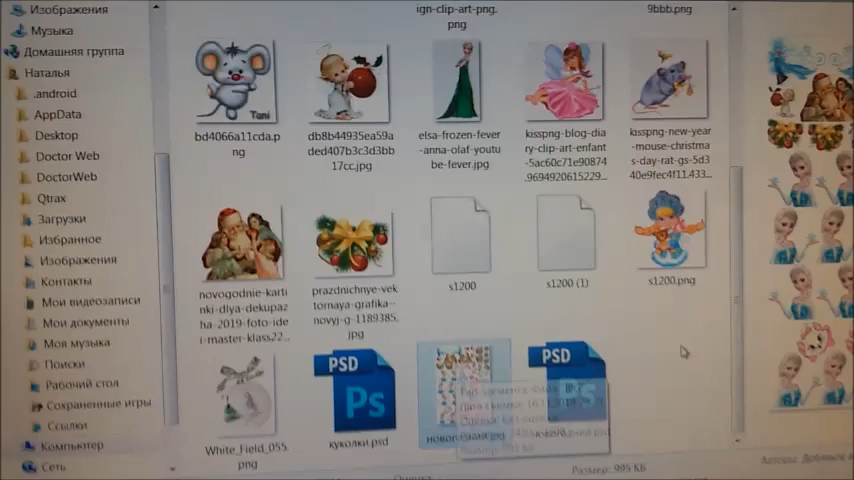 Изображения
Музыка
Домашняя группа
Наталья
.android
AppData
Desktop
Doctor Web
DoctorWeb
Qtrax
Загрузки
Избранное
Изображения
Контакты
Мои видеозаписи
Мои документы
Моя музыка
Поиски
Рабочий стол
Сохраненные игры
Ссылки
Компьютер
Сеть
ign-clip-art-png.
png
9bbb.png
Tani
bd4066a11cda.p
ng
db8b44935ea59a
ded407b3c3d3bb
17cc.jpg
elsa-frozen-fever
-anna-olaf-youtu
be-fever.jpg
kisspng-blog-dia
ry-clip-art-enfant
-5ac60c71e90874
.9694920615229...
kisspng-new-year
-mouse-christma
s-day-rat-gs-5d3
40e9fec4f11.433...
novogodnie-karti
nki-dlya-dekupaz
ha-2019-foto-ide
i-master-klass22...
prazdnichnye-vek
tornaya-grafika--
novyj-g-1189385.
jpg
s1200
s1200 (1)
s1200.png
White_Field_055.
png
PSD
Ps
куколки.psd
PSD
Размер: 995 КБ